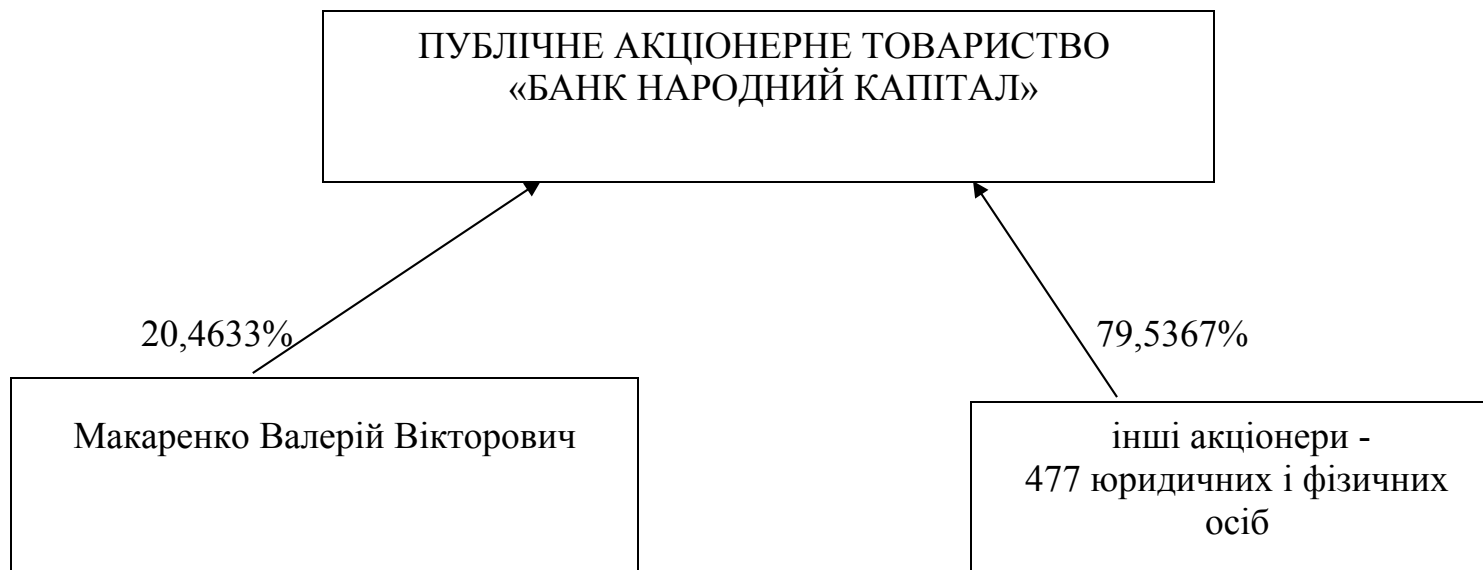 ПУБЛІЧНЕ АКЦІОНЕРНЕ ТОВАРИСТВО
«БАНК НАРОДНИЙ КАПІТАЛ»
20,4633%
79,5367%
Макаренко Валерій Вікторович
інші акціонери -
477 юридичних і фізичних
осіб